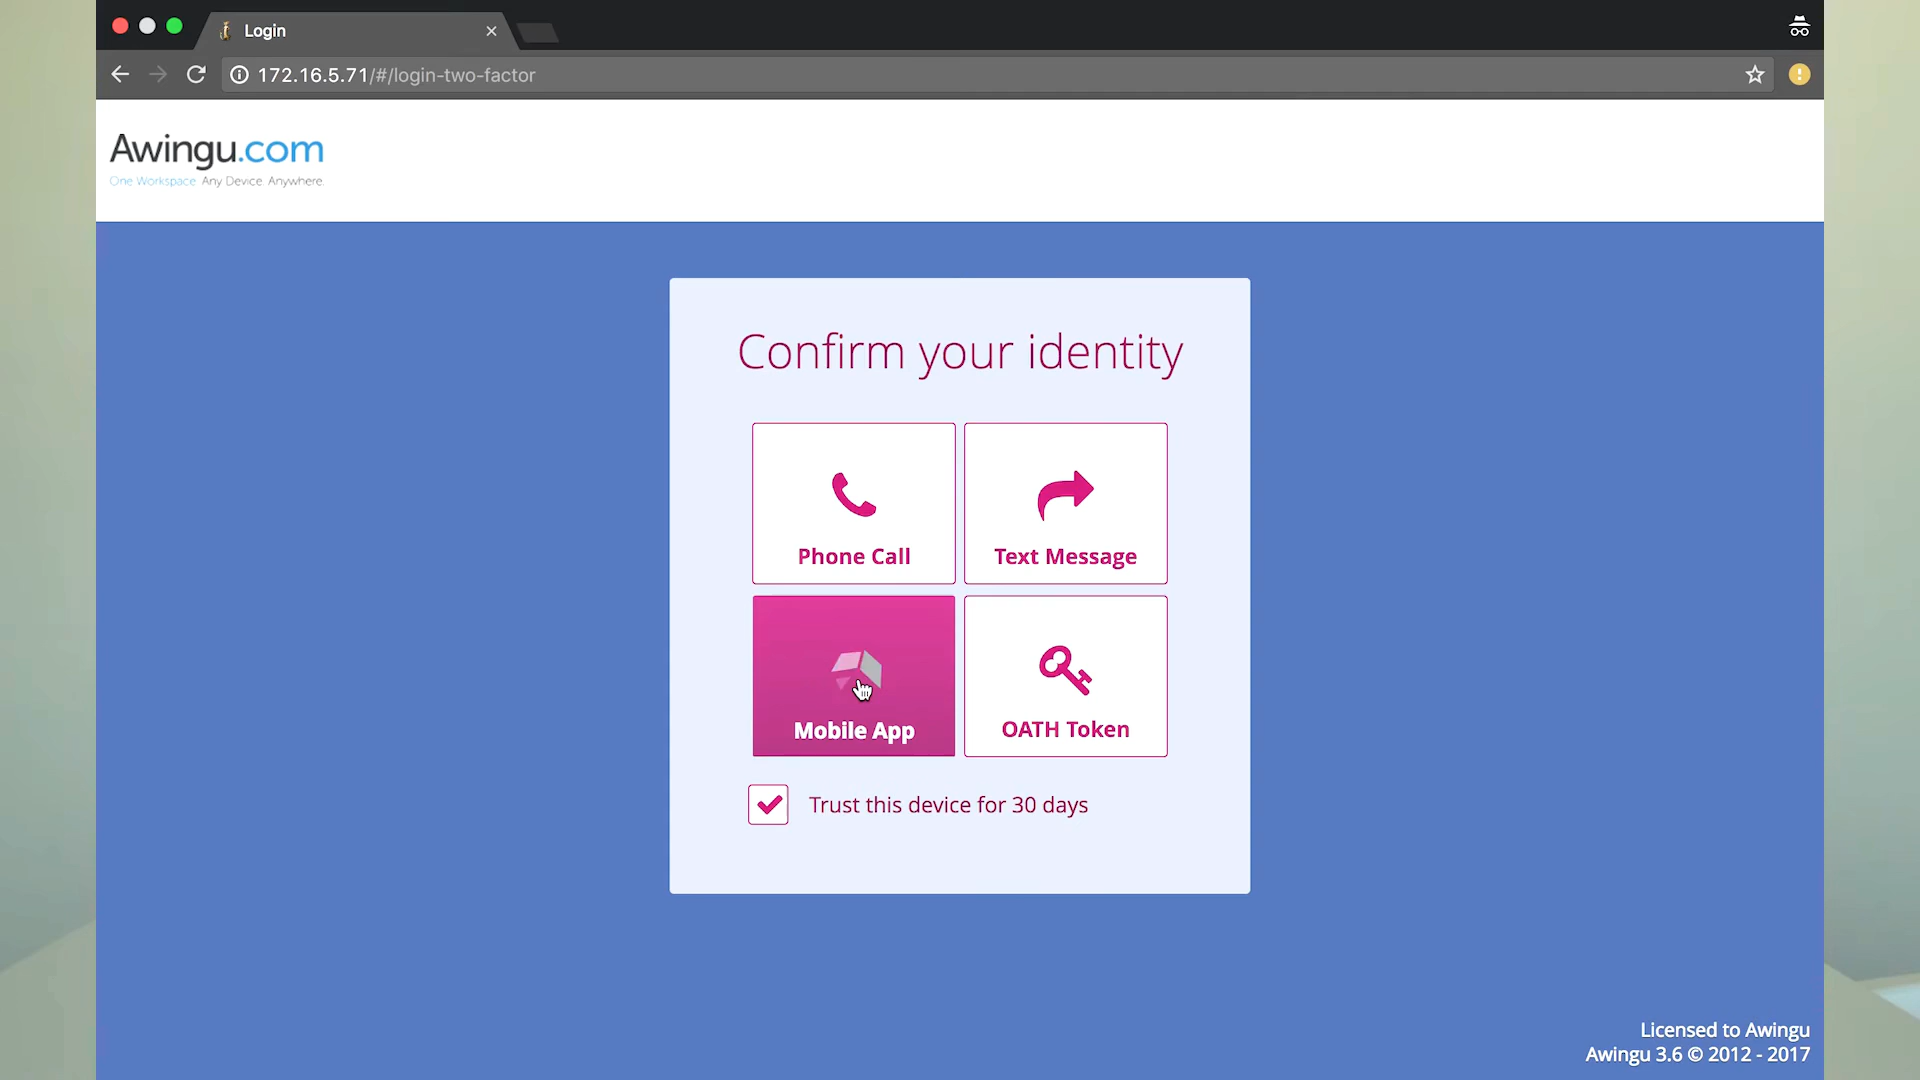 Login
172.16.5.71/#/login-two-factor
Awingu.com
One Workspace. Any Device. Anywhere.
Confirm your identity
Phone Call
Text Message
Mobile App
OATH Token
Trust this device for 30 days
Licensed to Awingu
Awingu 3.6 © 2012 - 2017